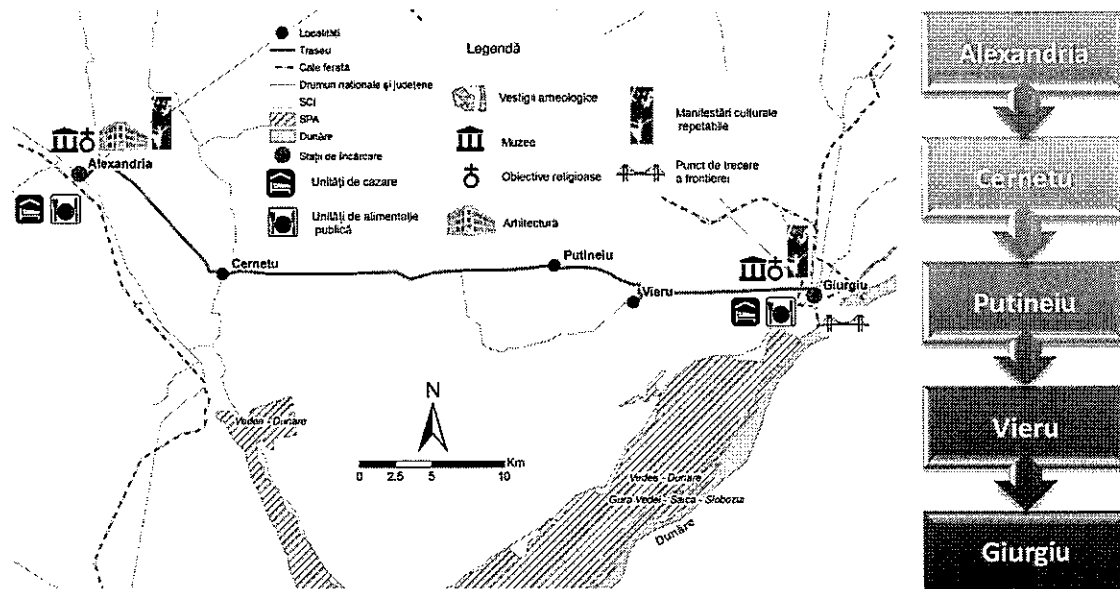 Legendă
Localități
Traseu
Cale ferată
Drumuri naționale și județene
SCI
SPA
Dunăre
Stații de încărcare
Unități de cazare
Unități de alimentație
publică
Vestigii arheologice
Muzee
Obiective religioase
Arhitectură
Manifestări culturale
repetabile
Punct de trecere
a frontierei
Alexandria
Cernetu
Putineiu
Vieru
Giurgiu
N
Km
0 2.5 5 10
Vedea - Dunăre
Vedea - Dunăre
Gura Vedei - Șaica - Slobozia
Dunăre
Alexandria
Cernetu
Putineiu
Vieru
Giurgiu